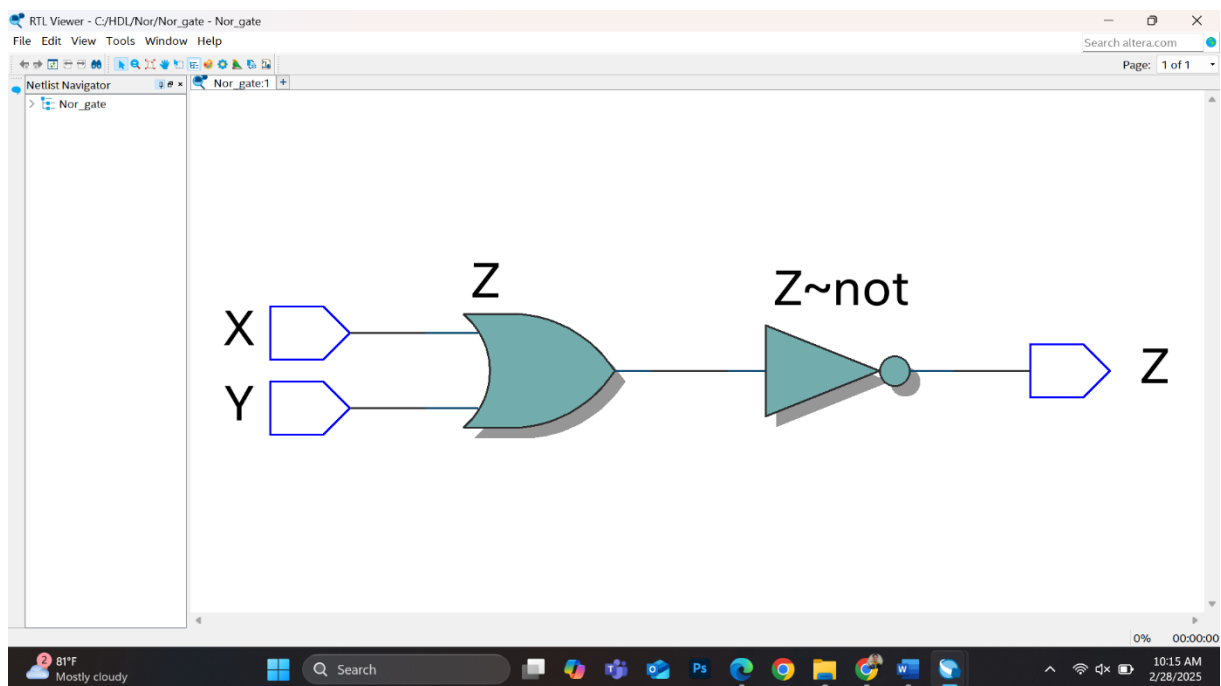 RTL Viewer - C:/HDL/Nor/Nor_gate - Nor_gate
File Edit View Tools Window Help
Search altera.com
Page: 1 of 1
Netlist Navigator
Nor_gate:1
Nor_gate
Z
Z~not
X
Z
Y
0% 00:00:00
2
81°F
Mostly cloudy
Search
Ps
10:15 AM
2/28/2025